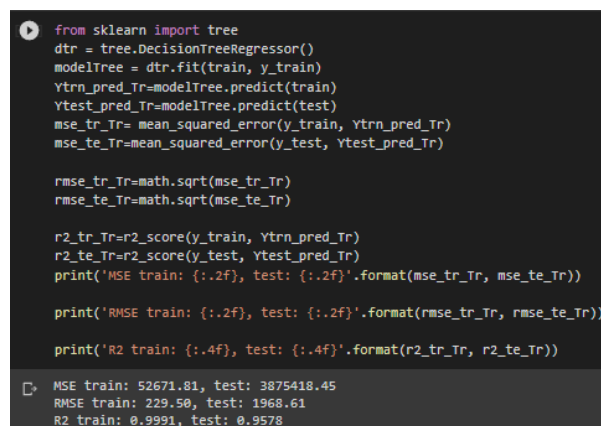 from sklearn import tree
dtr = tree.DecisionTreeRegressor()
modelTree = dtr.fit(train, y_train)
Ytrn_pred_Tr=modelTree.predict(train)
Ytest_pred_Tr=modelTree.predict(test)
mse_tr_Tr= mean_squared_error(y_train, Ytrn_pred_Tr)
mse_te_Tr=mean_squared_error(y_test, Ytest_pred_Tr)
rmse_tr_Tr=math.sqrt(mse_tr_Tr)
rmse_te_Tr=math.sqrt(mse_te_Tr)
r2_tr_Tr=r2_score(y_train, Ytrn_pred_Tr)
r2_te_Tr=r2_score(y_test, Ytest_pred_Tr)
print('MSE train: {:.2f}, test: {:.2f}'.format(mse_tr_Tr, mse_te_Tr))
print('RMSE train: {:.2f}, test: {:.2f}'.format(rmse_tr_Tr, rmse_te_Tr))
print('R2 train: {:.4f}, test: {:.4f}'.format(r2_tr_Tr, r2_te_Tr))
MSE train: 52671.81, test: 3875418.45
RMSE train: 229.50, test: 1968.61
R2 train: 0.9991, test: 0.9578